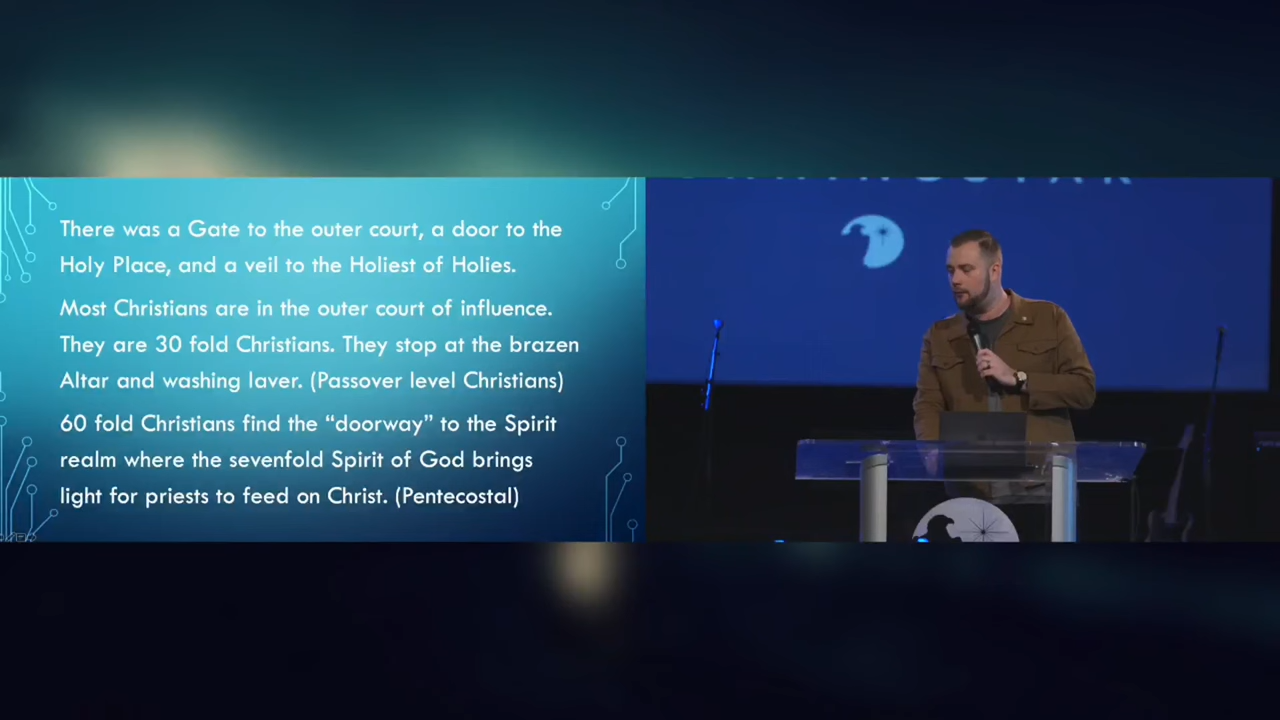 There was a Gate to the outer court, a door to the
Holy Place, and a veil to the Holiest of Holies.
Most Christians are in the outer court of influence.
They are 30 fold Christians. They stop at the brazen
Altar and washing laver. (Passover level Christians)
60 fold Christians find the “doorway” to the Spirit
realm where the sevenfold Spirit of God brings
light for priests to feed on Christ. (Pentecostal)